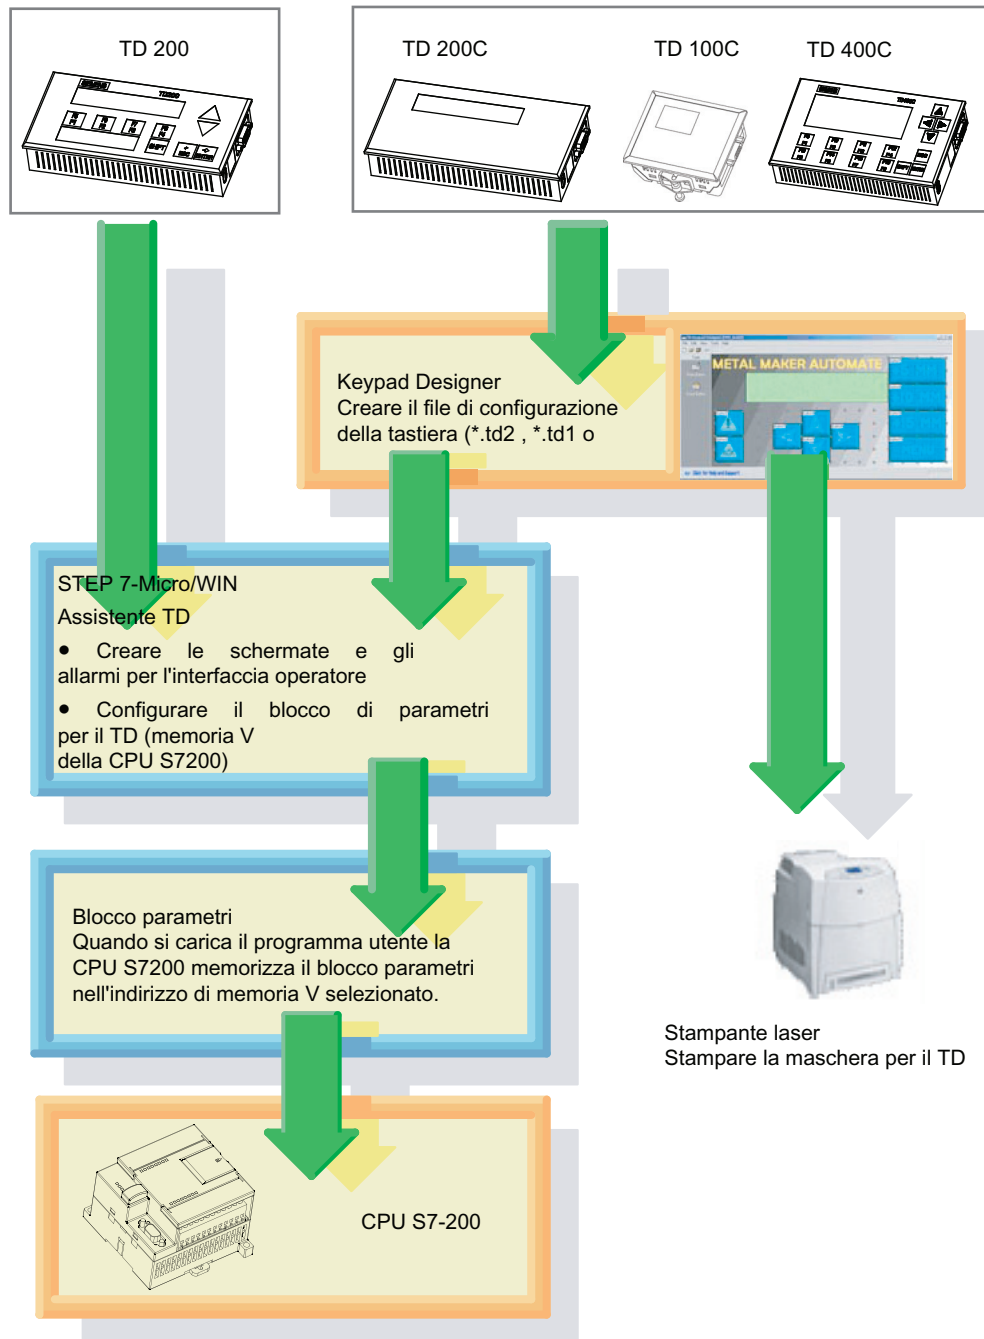 TD 200
TD 200C
TD 100C
TD 400C
Keypad Designer
Creare il file di configurazione
della tastiera (*.td2 , *.td1 o
METAL MAKER AUTOMATE
STEP 7-Micro/WIN
Assistente TD
● Creare le schermate e gli
allarmi per l'interfaccia operatore
● Configurare il blocco di parametri
per il TD (memoria V
della CPU S7200)
Blocco parametri
Quando si carica il programma utente la
CPU S7200 memorizza il blocco parametri
nell'indirizzo di memoria V selezionato.
Stampante laser
Stampare la maschera per il TD
CPU S7-200